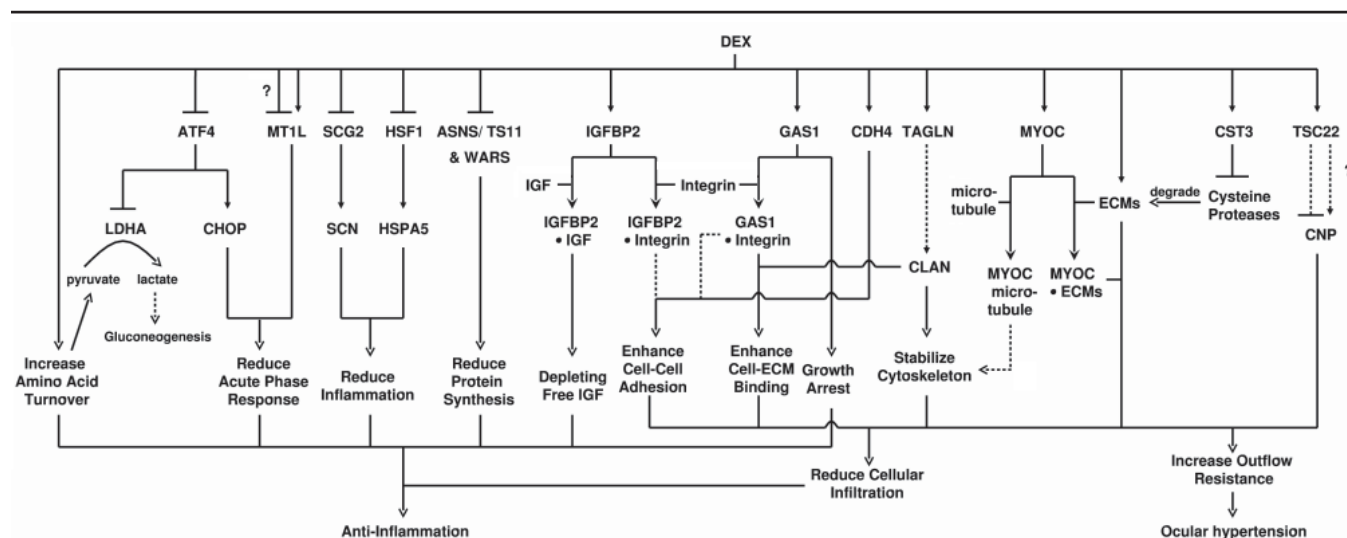 DEX
?
ATF4
MT1L
SCG2
HSF1
ASNS/ TS11
& WARS
IGFBP2
GAS1
CDH4
TAGLN
MYOC
CST3
TSC22
IGF
Integrin
micro-
tubule
ECMs
degrade
Cysteine
Proteases
LDHA
CHOP
SCN
HSPA5
IGFBP2
• IGF
IGFBP2
• Integrin
GAS1
• Integrin
CLAN
CNP
pyruvate
lactate
MYOC
micro-
tubule
MYOC
• ECMs
Gluconeogenesis
Increase
Amino Acid
Turnover
Reduce
Acute Phase
Response
Reduce
Inflammation
Reduce
Protein
Synthesis
Depleting
Free IGF
Enhance
Cell-Cell
Adhesion
Enhance
Cell-ECM
Binding
Growth
Arrest
Stabilize
Cytoskeleton
Reduce Cellular
Infiltration
Increase Outflow
Resistance
Anti-Inflammation
Ocular hypertension